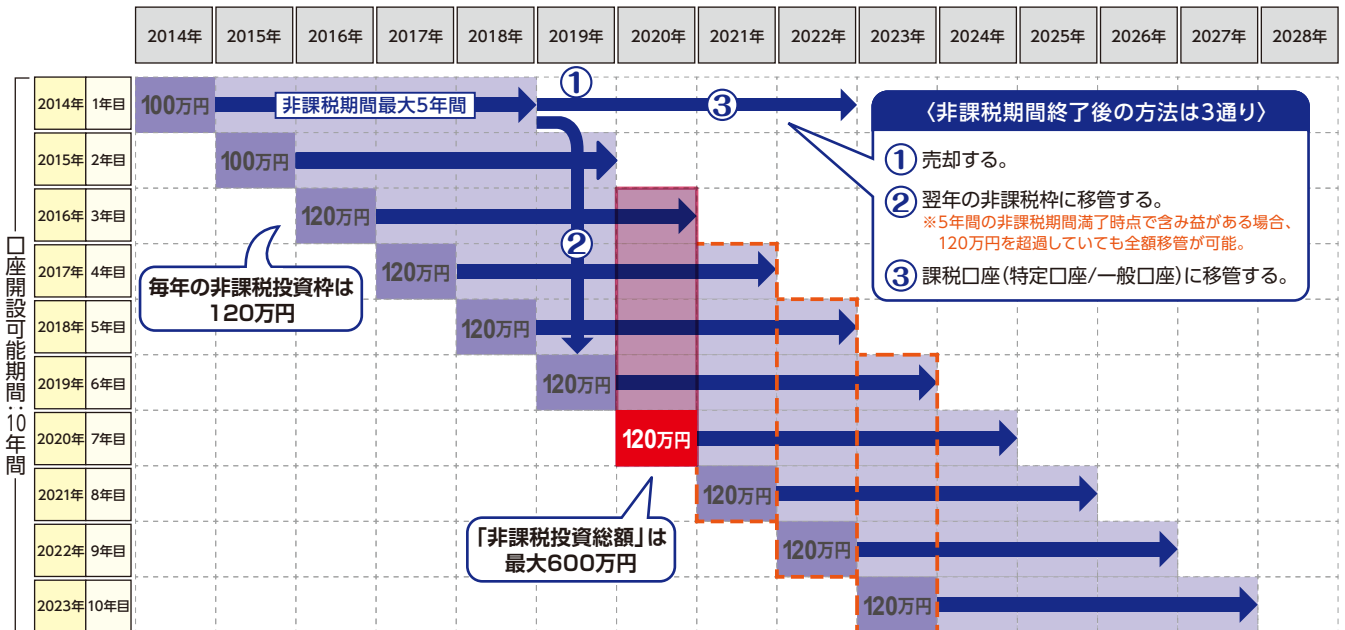 2014年 2015年 2016年 2017年 2018年 2019年 2020年 2021年 2022年 2023年 2024年 2025年 2026年 2027年 2028年
口座開設可能期間:10年間
2014年 1年目
100万円
非課税期間最大5年間
①
③
2015年 2年目
100万円
2016年 3年目
120万円
②
2017年 4年目
120万円
毎年の非課税投資枠は
120万円
2018年 5年目
120万円
2019年 6年目
120万円
2020年 7年目
120万円
2021年 8年目
120万円
「非課税投資総額」は
最大600万円
2022年 9年目
120万円
2023年 10年目
120万円
〈非課税期間終了後の方法は3通り〉
① 売却する。
② 翌年の非課税枠に移管する。
※5年間の非課税期間満了時点で含み益がある場合、
120万円を超過していても全額移管が可能。
③ 課税口座(特定口座/一般口座)に移管する。